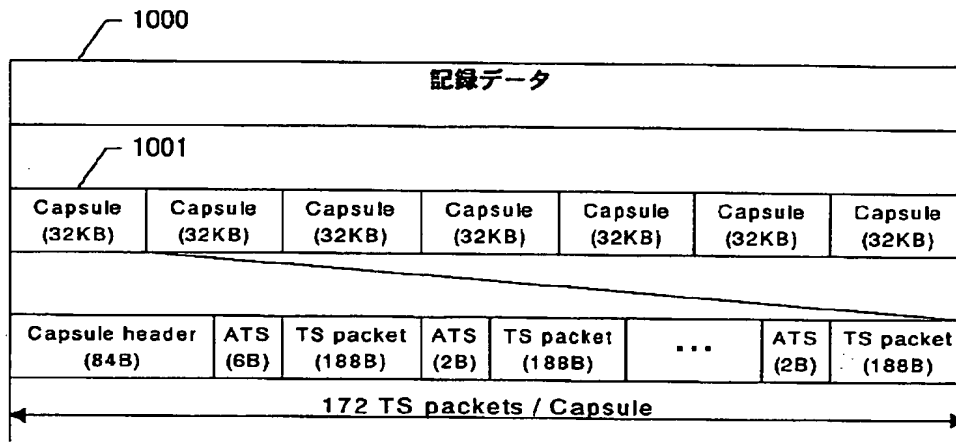 1000
記録データ
1001
Capsule Capsule Capsule Capsule Capsule Capsule Capsule
(32KB) (32KB) (32KB) (32KB) (32KB) (32KB) (32KB)
Capsule header ATS TS packet ATS TS packet ... ATS TS packet
(84B) (6B) (188B) (2B) (188B) (2B) (188B)
172 TS packets / Capsule